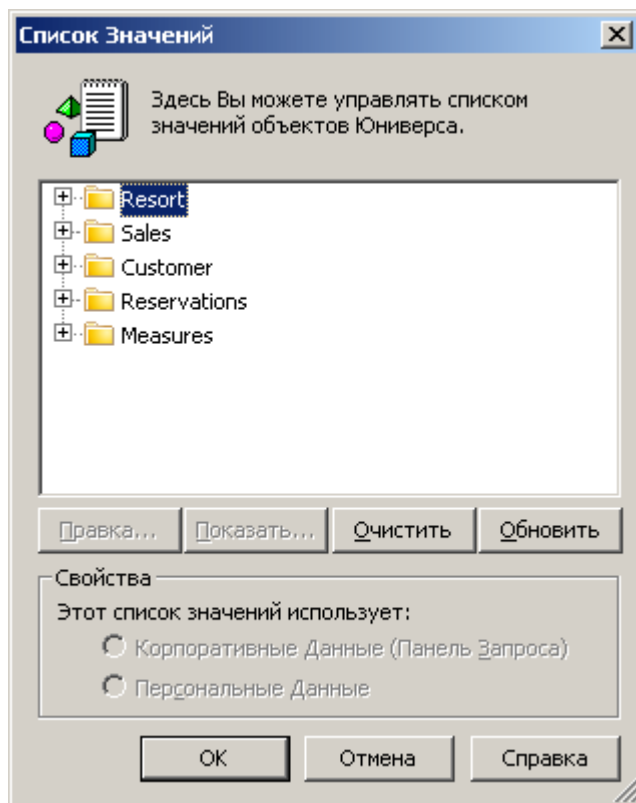 Список Значений
Здесь Вы можете управлять списком
значений объектов Юниверса.
Resort
Sales
Customer
Reservations
Measures
Правка... Показать... Очистить Обновить
Свойства
Этот список значений использует:
Корпоративные Данные (Панель Запроса)
Персональные Данные
OK Отмена Справка